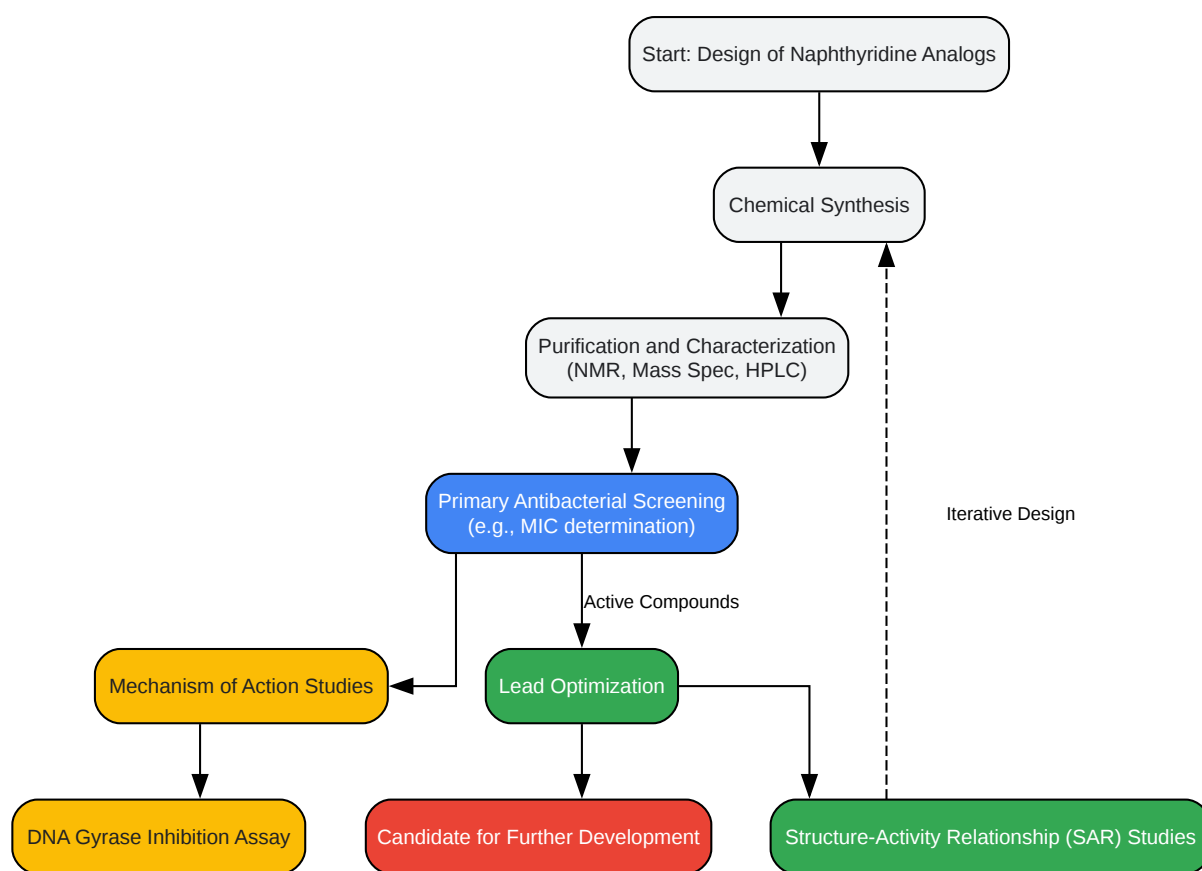 Start: Design of Naphthyridine Analogs
Chemical Synthesis
Purification and Characterization
(NMR, Mass Spec, HPLC)
Primary Antibacterial Screening
(e.g., MIC determination)
Iterative Design
Active Compounds
Mechanism of Action Studies
Lead Optimization
DNA Gyrase Inhibition Assay
Candidate for Further Development
Structure-Activity Relationship (SAR) Studies